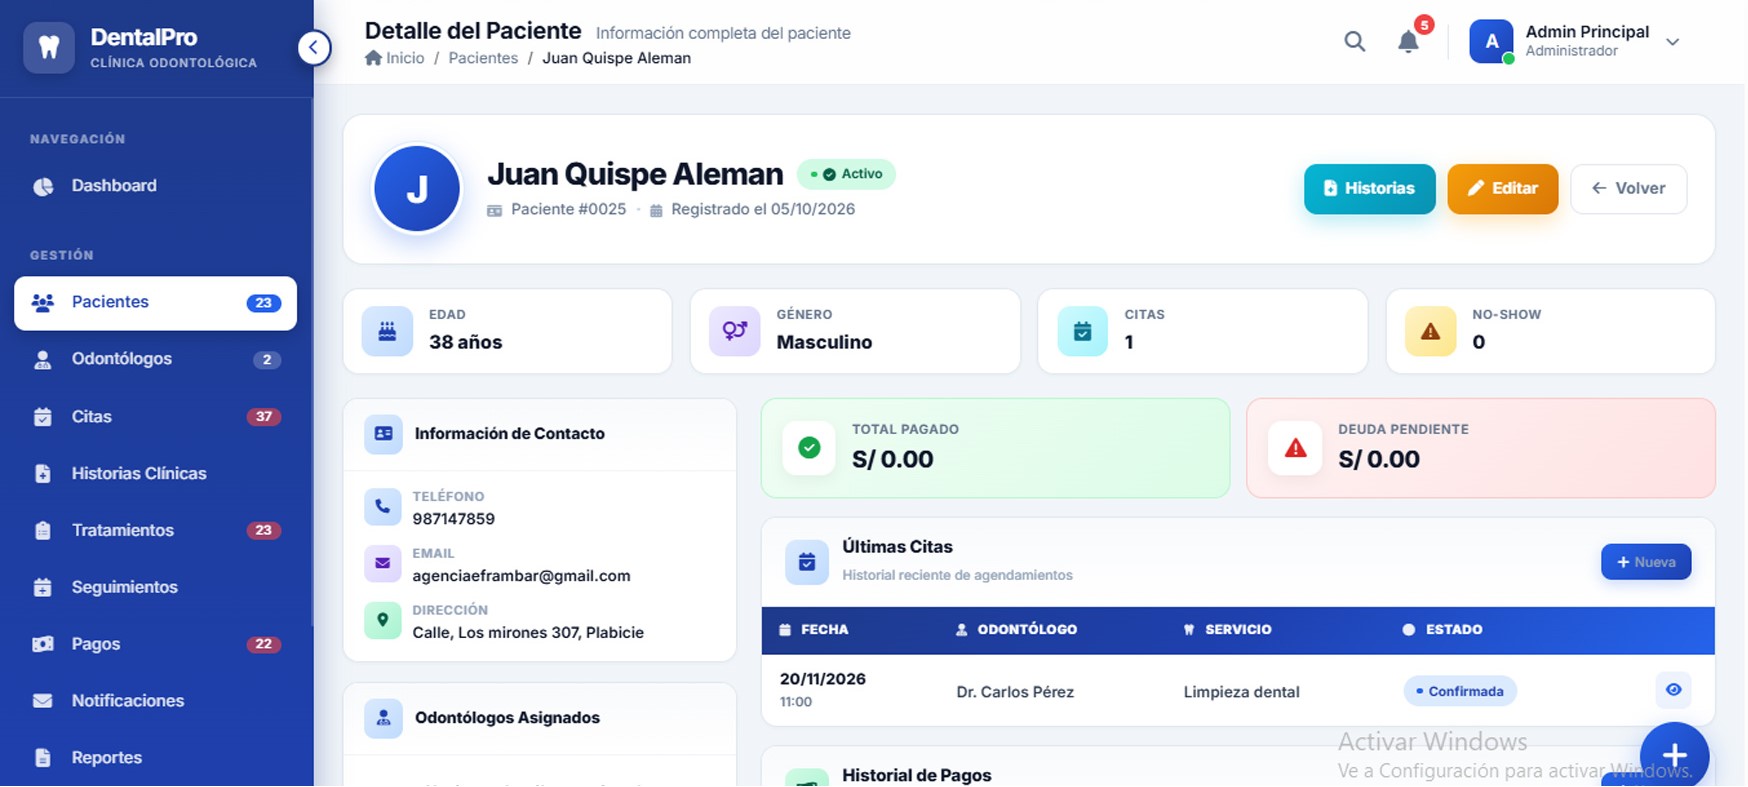 DentalPro
CLÍNICA ODONTOLÓGICA
NAVEGACIÓN
Dashboard
GESTIÓN
Pacientes 23
Odontólogos 2
Citas 37
Historias Clínicas
Tratamientos 23
Seguimientos
Pagos 22
Notificaciones
Reportes
Detalle del Paciente Información completa del paciente
Inicio / Pacientes / Juan Quispe Aleman
5
A
Admin Principal
Administrador
J
Juan Quispe Aleman Activo
Paciente #0025 · Registrado el 05/10/2026
Historias
Editar
Volver
EDAD
38 años
GÉNERO
Masculino
CITAS
1
NO-SHOW
0
Información de Contacto
TELÉFONO
987147859
EMAIL
agenciaeframbar@gmail.com
DIRECCIÓN
Calle, Los mirones 307, Plabicie
Odontólogos Asignados
TOTAL PAGADO
S/ 0.00
DEUDA PENDIENTE
S/ 0.00
Últimas Citas
Historial reciente de agendamientos
+ Nueva
FECHA ODONTÓLOGO SERVICIO ESTADO
20/11/2026
11:00
Dr. Carlos Pérez
Limpieza dental
Confirmada
Historial de Pagos
Activar Windows
Ve a Configuración para activar Windows.